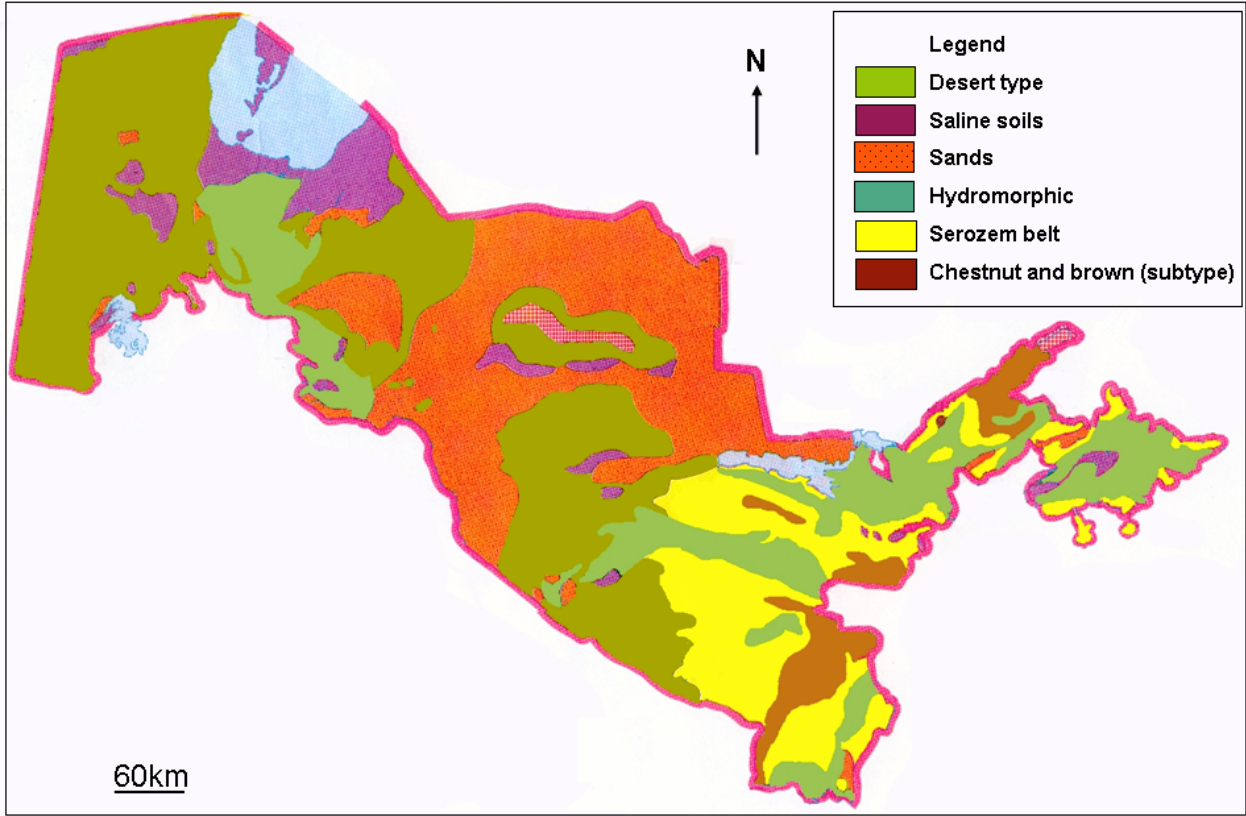 Legend
N
Desert type
Saline soils
Sands
Hydromorphic
Serozem belt
Chestnut and brown (subtype)
60km